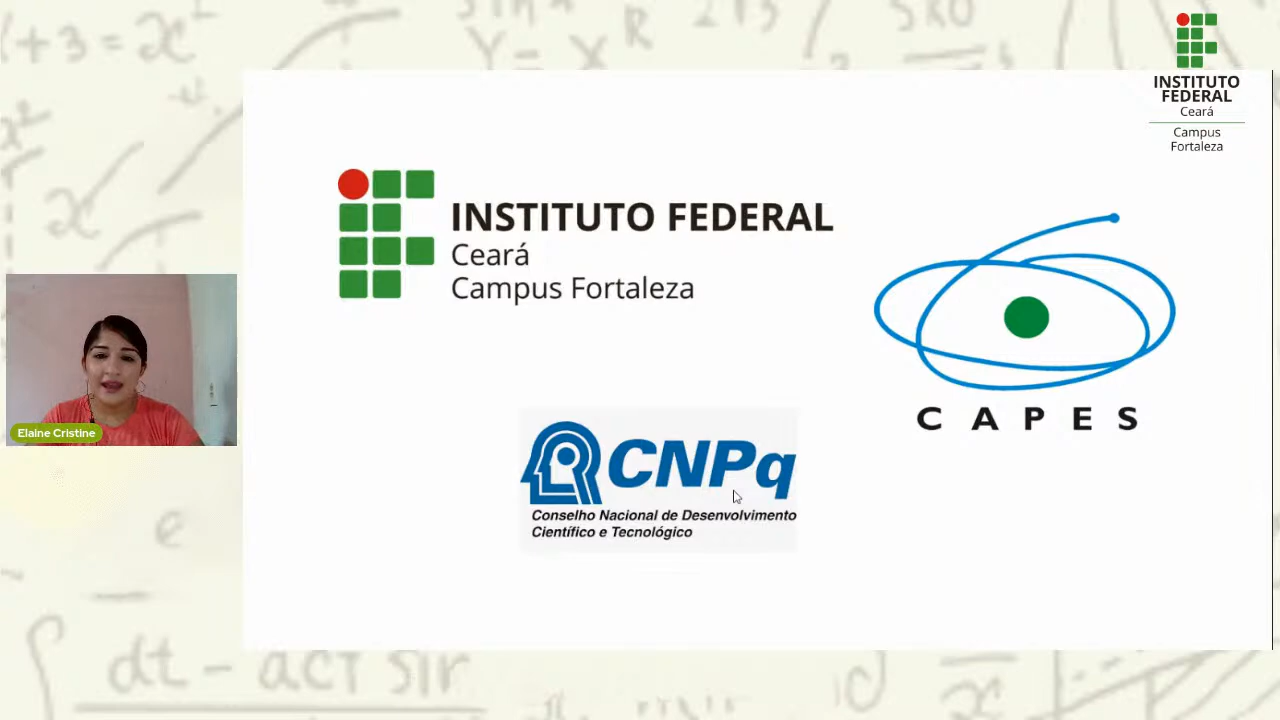 INSTITUTO
FEDERAL
Ceará
Campus
Fortaleza
INSTITUTO FEDERAL
Ceará
Campus Fortaleza
CAPES
CNPq
Conselho Nacional de Desenvolvimento
Científico e Tecnológico
Elaine Cristine